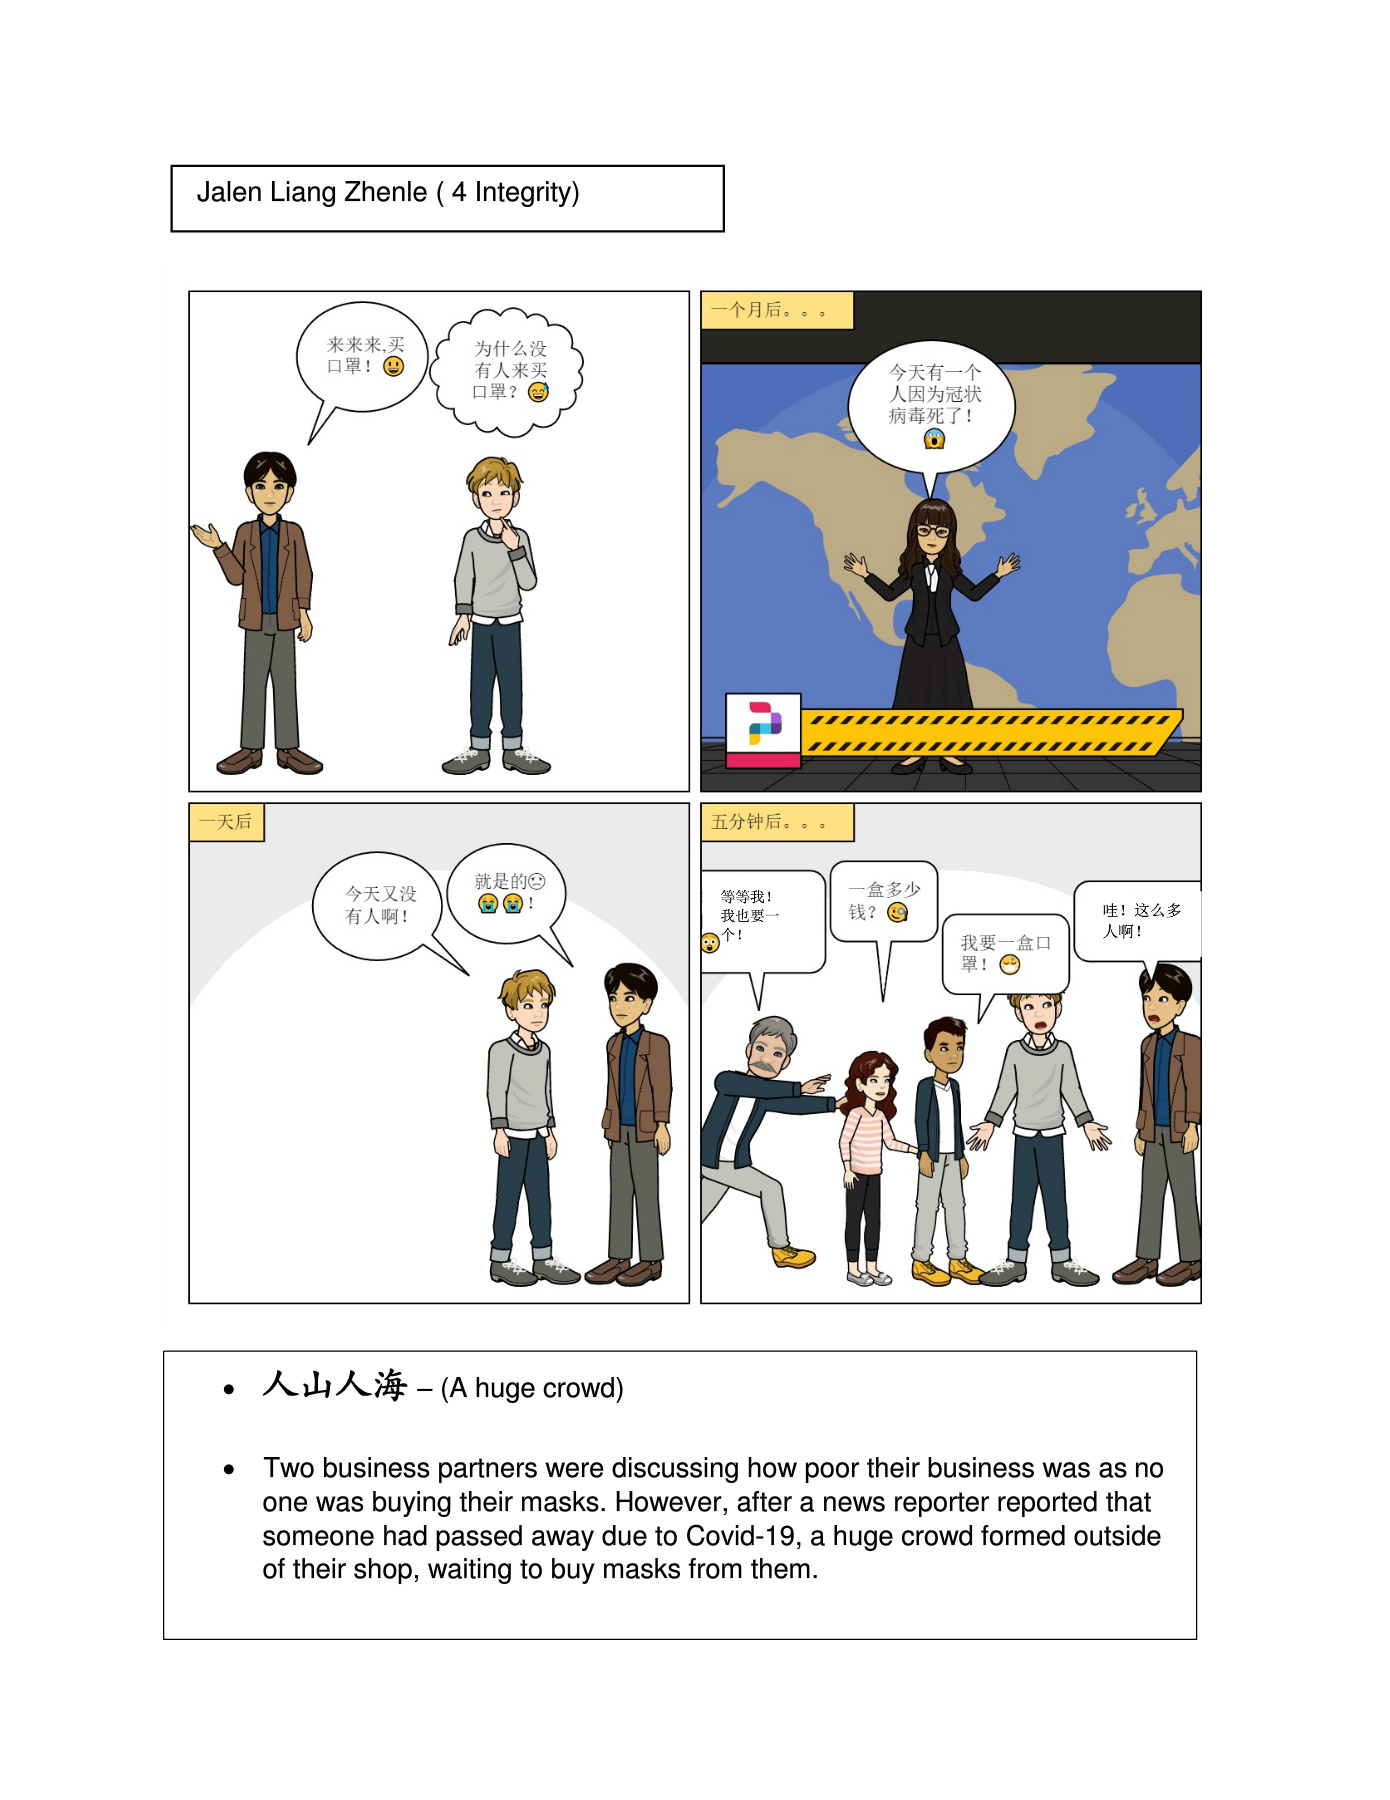 Jalen Liang Zhenle ( 4 Integrity)
来来来,买
口罩！
为什么没
有人来买
口罩？
一个月后。。。
今天有一个
人因为冠状
病毒死了！
一天后
今天又没
有人啊！
就是的
！
五分钟后。。。
等等我！
我也要一
个！
一盒多少
钱？
我要一盒口
罩！
哇！这么多
人啊！
• 人山人海 – (A huge crowd)
• Two business partners were discussing how poor their business was as no
one was buying their masks. However, after a news reporter reported that
someone had passed away due to Covid-19, a huge crowd formed outside
of their shop, waiting to buy masks from them.